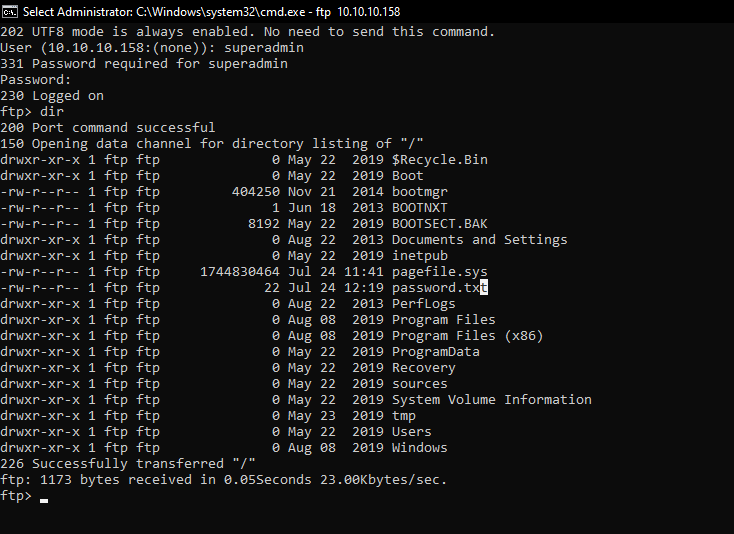 Select Administrator: C:\Windows\system32\cmd.exe - ftp  10.10.10.158
202 UTF8 mode is always enabled. No need to send this command.
User (10.10.10.158:(none)): superadmin
331 Password required for superadmin
Password:
230 Logged on
ftp> dir
200 Port command successful
150 Opening data channel for directory listing of "/"
drwxr-xr-x 1 ftp ftp              0 May 22  2019 $Recycle.Bin
drwxr-xr-x 1 ftp ftp              0 May 22  2019 Boot
-rw-r--r-- 1 ftp ftp         404250 Nov 21  2014 bootmgr
-rw-r--r-- 1 ftp ftp              1 Jun 18  2013 BOOTNXT
-rw-r--r-- 1 ftp ftp           8192 May 22  2019 BOOTSECT.BAK
drwxr-xr-x 1 ftp ftp              0 Aug 22  2013 Documents and Settings
drwxr-xr-x 1 ftp ftp              0 May 22  2019 inetpub
-rw-r--r-- 1 ftp ftp     1744830464 Jul 24 11:41 pagefile.sys
-rw-r--r-- 1 ftp ftp             22 Jul 24 12:19 password.txt
drwxr-xr-x 1 ftp ftp              0 Aug 22  2013 PerfLogs
drwxr-xr-x 1 ftp ftp              0 Aug 08  2019 Program Files
drwxr-xr-x 1 ftp ftp              0 Aug 08  2019 Program Files (x86)
drwxr-xr-x 1 ftp ftp              0 May 22  2019 ProgramData
drwxr-xr-x 1 ftp ftp              0 May 22  2019 Recovery
drwxr-xr-x 1 ftp ftp              0 May 22  2019 sources
drwxr-xr-x 1 ftp ftp              0 May 22  2019 System Volume Information
drwxr-xr-x 1 ftp ftp              0 May 23  2019 tmp
drwxr-xr-x 1 ftp ftp              0 May 22  2019 Users
drwxr-xr-x 1 ftp ftp              0 Aug 08  2019 Windows
226 Successfully transferred "/"
ftp: 1173 bytes received in 0.05Seconds 23.00Kbytes/sec.
ftp>